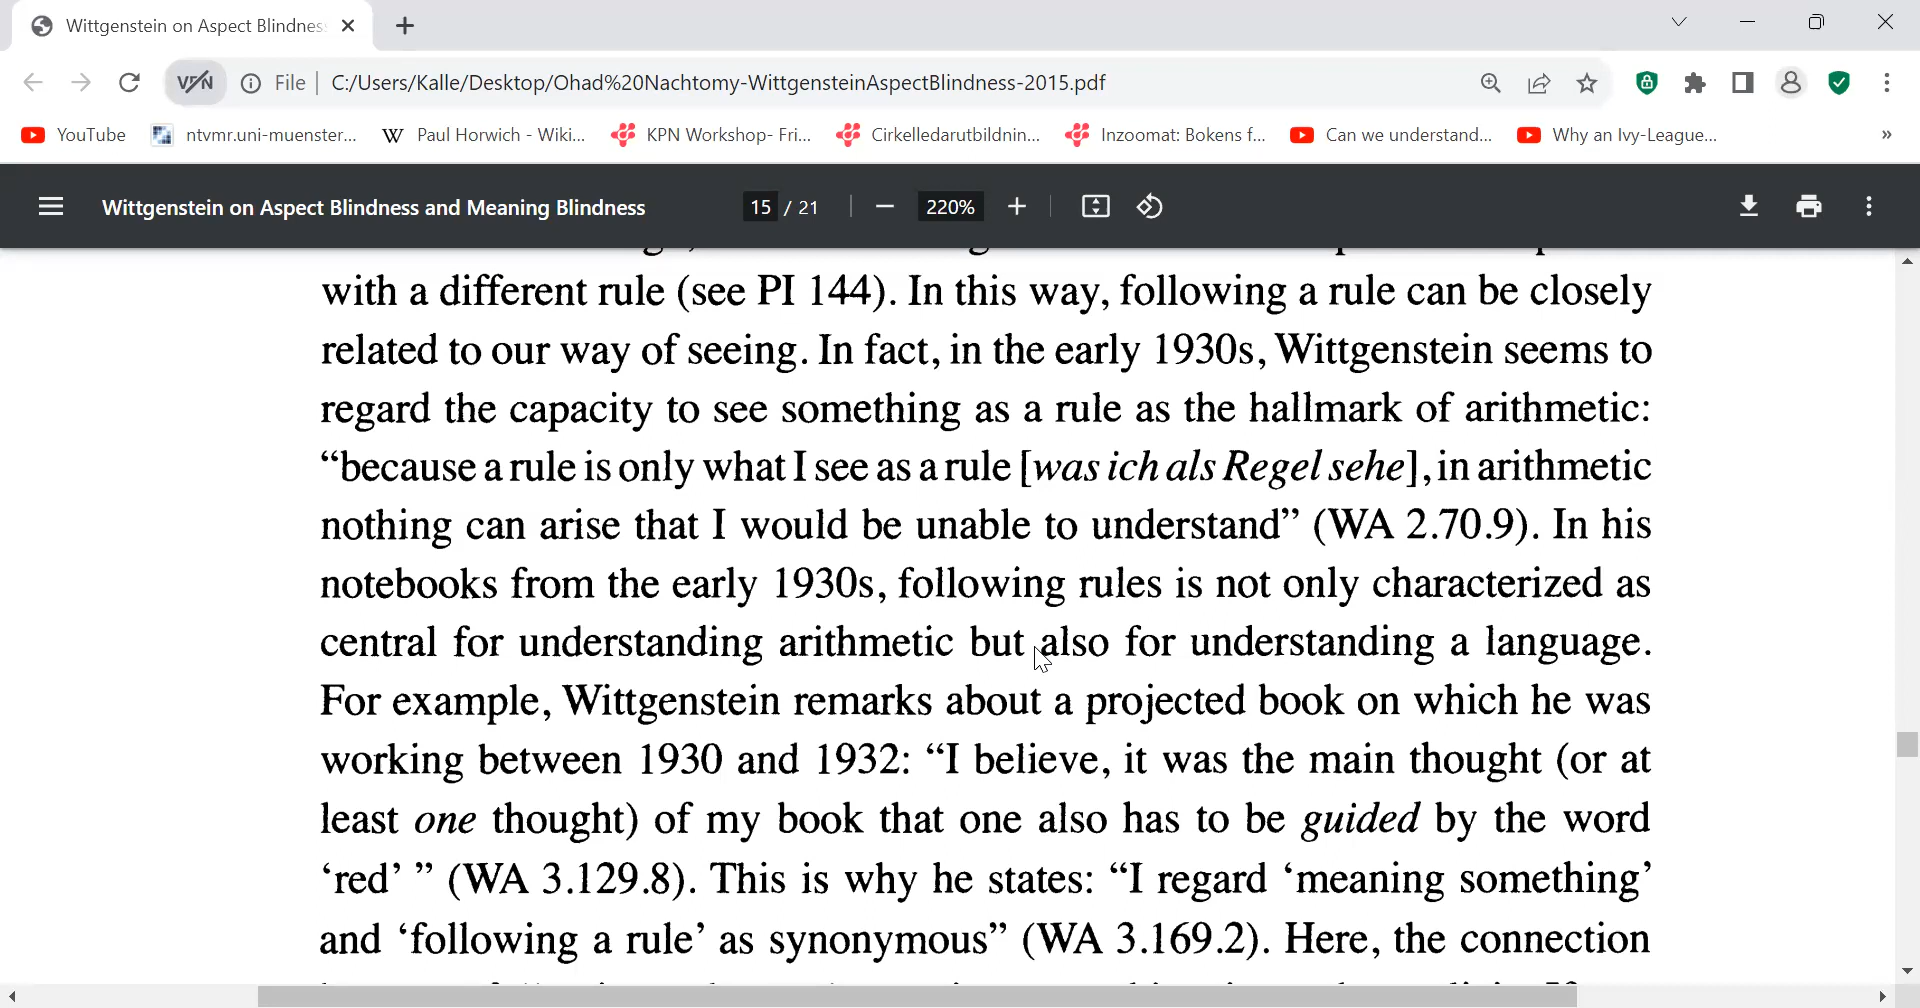 Wittgenstein on Aspect Blindnes
File C:/Users/Kalle/Desktop/Ohad%20Nachtomy-WittgensteinAspectBlindness-2015.pdf
YouTube ntvmr.uni-muenster... Paul Horwich - Wiki... KPN Workshop- Fri... Cirkelledarutbildnin... Inzoomat: Bokens f... Can we understand... Why an Ivy-League... »
Wittgenstein on Aspect Blindness and Meaning Blindness 15 / 21 220%
with a different rule (see PI 144). In this way, following a rule can be closely
related to our way of seeing. In fact, in the early 1930s, Wittgenstein seems to
regard the capacity to see something as a rule as the hallmark of arithmetic:
“because a rule is only what I see as a rule [was ich als Regel sehe], in arithmetic
nothing can arise that I would be unable to understand” (WA 2.70.9). In his
notebooks from the early 1930s, following rules is not only characterized as
central for understanding arithmetic but also for understanding a language.
For example, Wittgenstein remarks about a projected book on which he was
working between 1930 and 1932: “I believe, it was the main thought (or at
least one thought) of my book that one also has to be guided by the word
‘red’ ” (WA 3.129.8). This is why he states: “I regard ‘meaning something’
and ‘following a rule’ as synonymous” (WA 3.169.2). Here, the connection